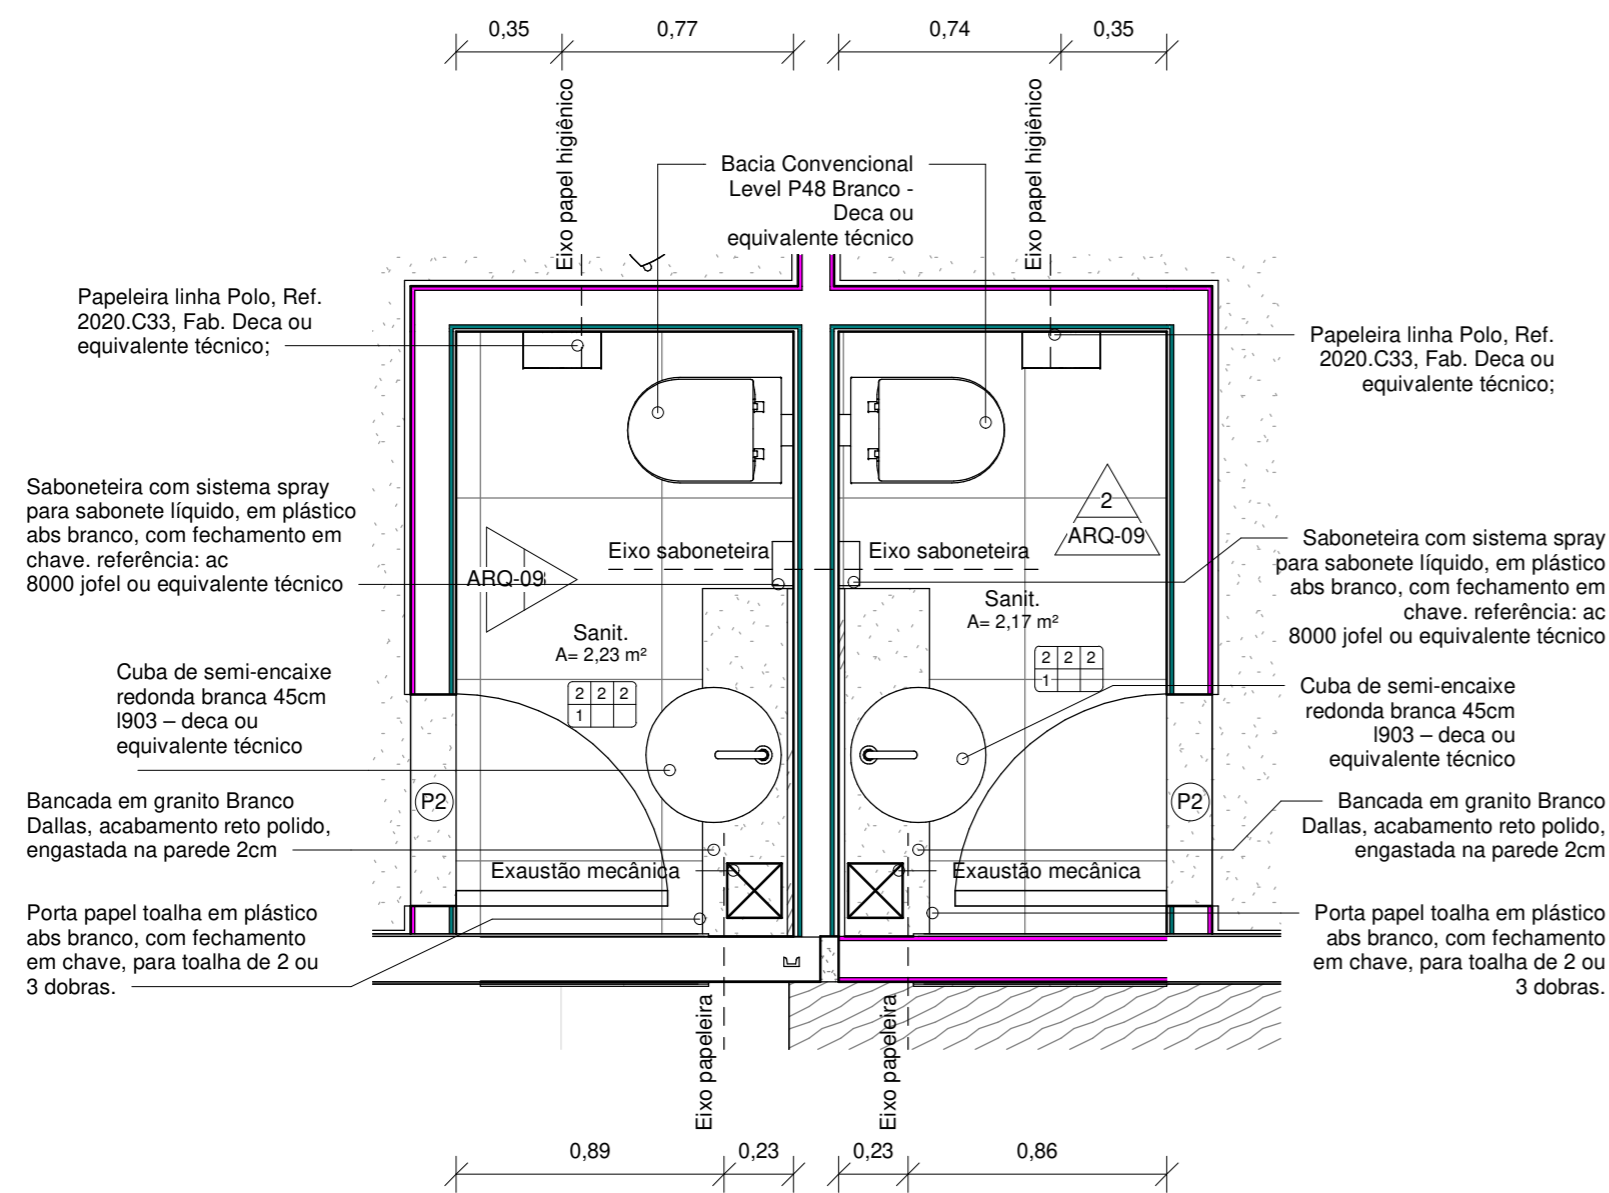 0,35
0,77
0,74
0,35
Eixo papel higiênico
Eixo papel higiênico
Bacia Convencional
Level P48 Branco -
Deca ou
equivalente técnico
Papeleira linha Polo, Ref.
2020.C33, Fab. Deca ou
equivalente técnico;
Papeleira linha Polo, Ref.
2020.C33, Fab. Deca ou
equivalente técnico;
Saboneteira com sistema spray
para sabonete líquido, em plástico
abs branco, com fechamento em
chave. referência: ac
8000 jofel ou equivalente técnico
2
ARQ-09
Eixo saboneteira
Eixo saboneteira
ARQ-09
Saboneteira com sistema spray
para sabonete líquido, em plástico
abs branco, com fechamento em
chave. referência: ac
8000 jofel ou equivalente técnico
Sanit.
A= 2,23 m²
Sanit.
A= 2,17 m²
2 2 2
1
2 2 2
1
Cuba de semi-encaixe
redonda branca 45cm
l903 – deca ou
equivalente técnico
Cuba de semi-encaixe
redonda branca 45cm
l903 – deca ou
equivalente técnico
P2
P2
Bancada em granito Branco
Dallas, acabamento reto polido,
engastada na parede 2cm
Bancada em granito Branco
Dallas, acabamento reto polido,
engastada na parede 2cm
Exaustão mecânica
Exaustão mecânica
Porta papel toalha em plástico
abs branco, com fechamento
em chave, para toalha de 2 ou
3 dobras.
Porta papel toalha em plástico
abs branco, com fechamento
em chave, para toalha de 2 ou
3 dobras.
Eixo papeleira
Eixo papeleira
0,89
0,23
0,23
0,86